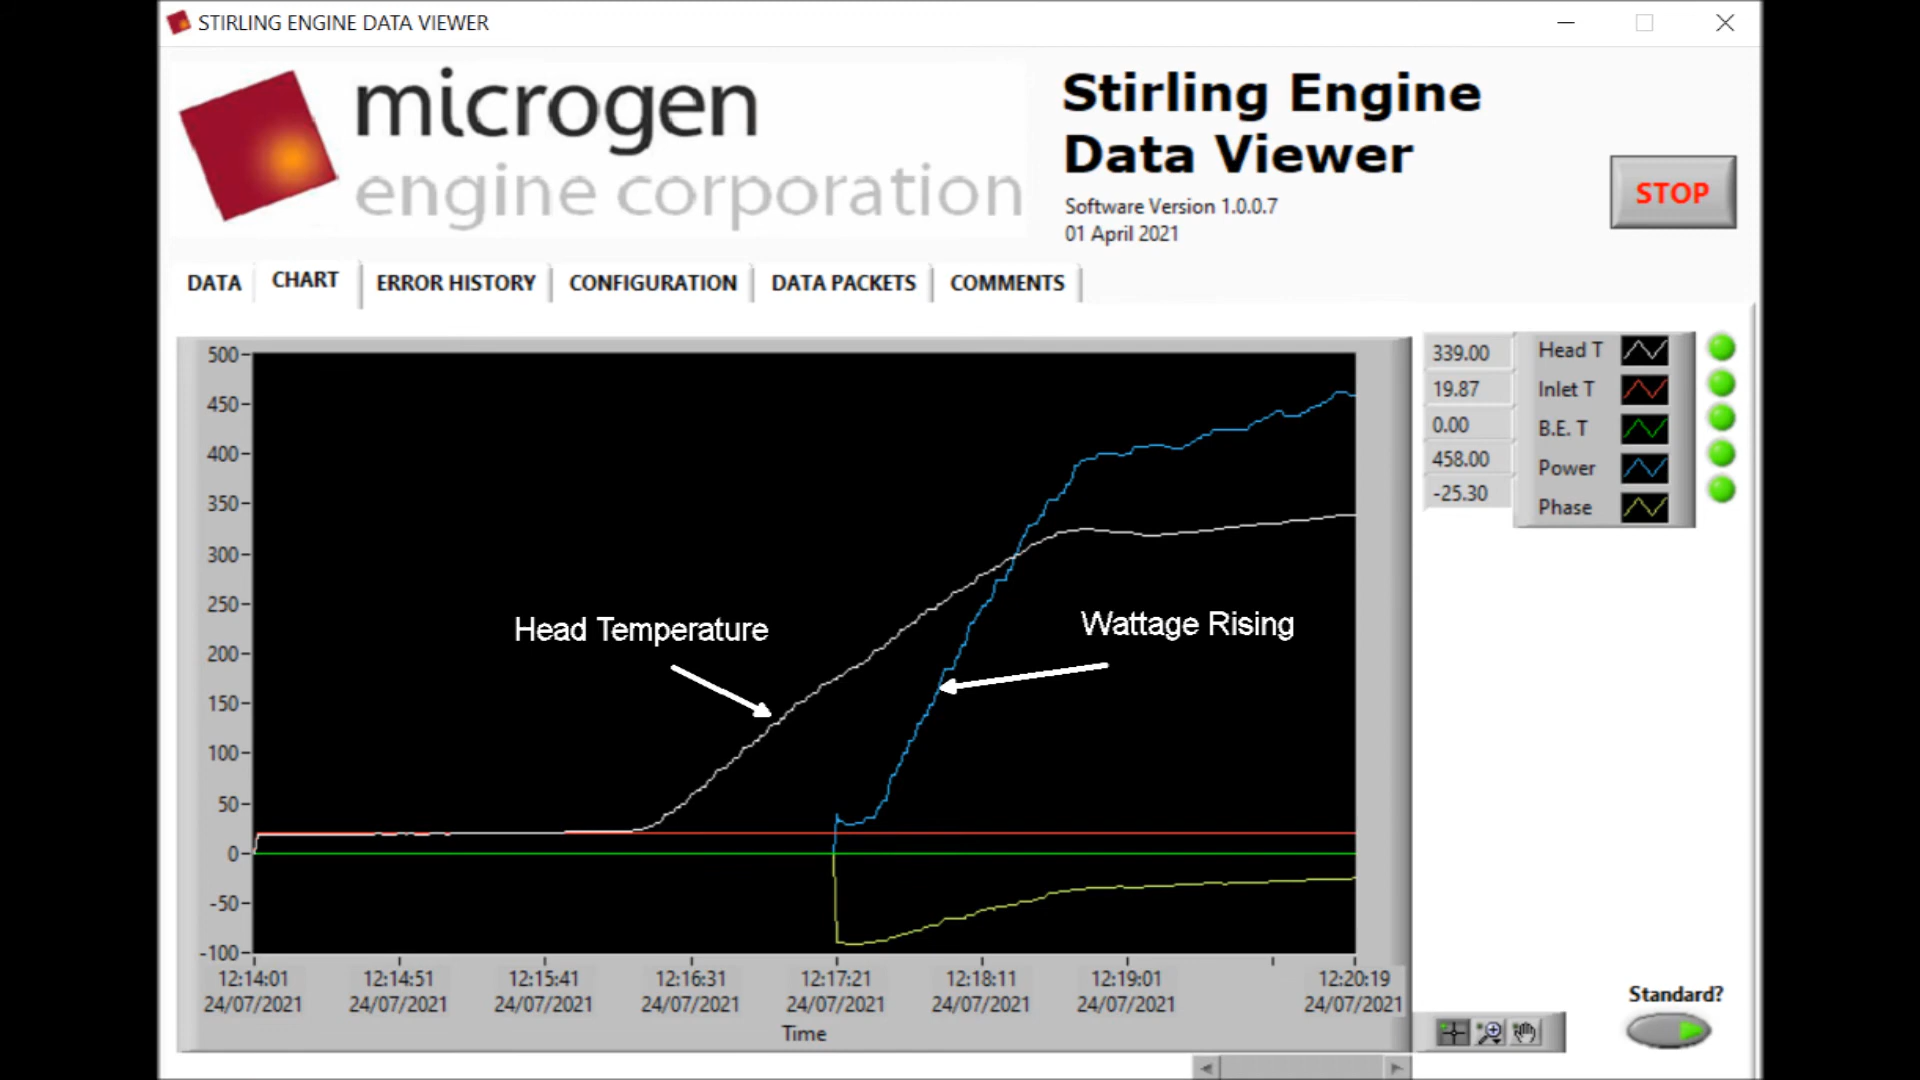 STIRLING ENGINE DATA VIEWER
microgen
engine corporation
Stirling Engine
Data Viewer
Software Version 1.0.0.7
01 April 2021
STOP
DATA CHART ERROR HISTORY CONFIGURATION DATA PACKETS COMMENTS
500
450
400
350
300
250
200
150
100
50
0
-50
-100
Head Temperature
Wattage Rising
12:14:01 12:14:51 12:15:41 12:16:31 12:17:21 12:18:11 12:19:01 12:20:19
24/07/2021 24/07/2021 24/07/2021 24/07/2021 24/07/2021 24/07/2021 24/07/2021 24/07/2021
Time
339.00 Head T
19.87 Inlet T
0.00 B.E. T
458.00 Power
-25.30 Phase
Standard?